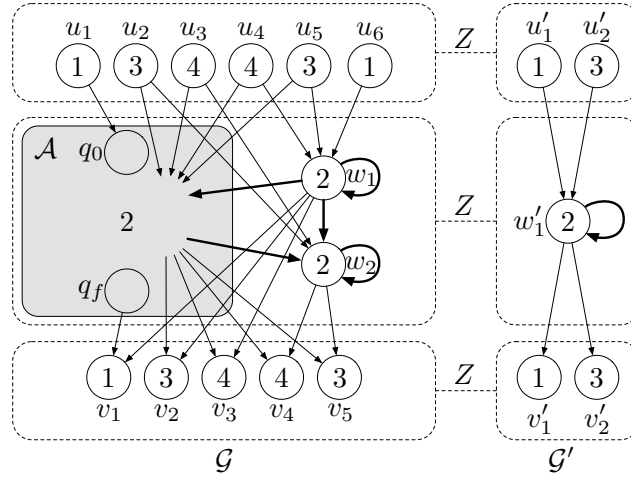 u₁ u₂ u₃ u₄ u₅ u₆ Z u′₁ u′₂
1 3 4 4 3 1 1 3
𝒜 q₀
2 w₁
2 Z w′₁ 2
2 w₂
q_f
1 3 4 4 3 Z 1 3
v₁ v₂ v₃ v₄ v₅ v′₁ v′₂
𝒢 𝒢′